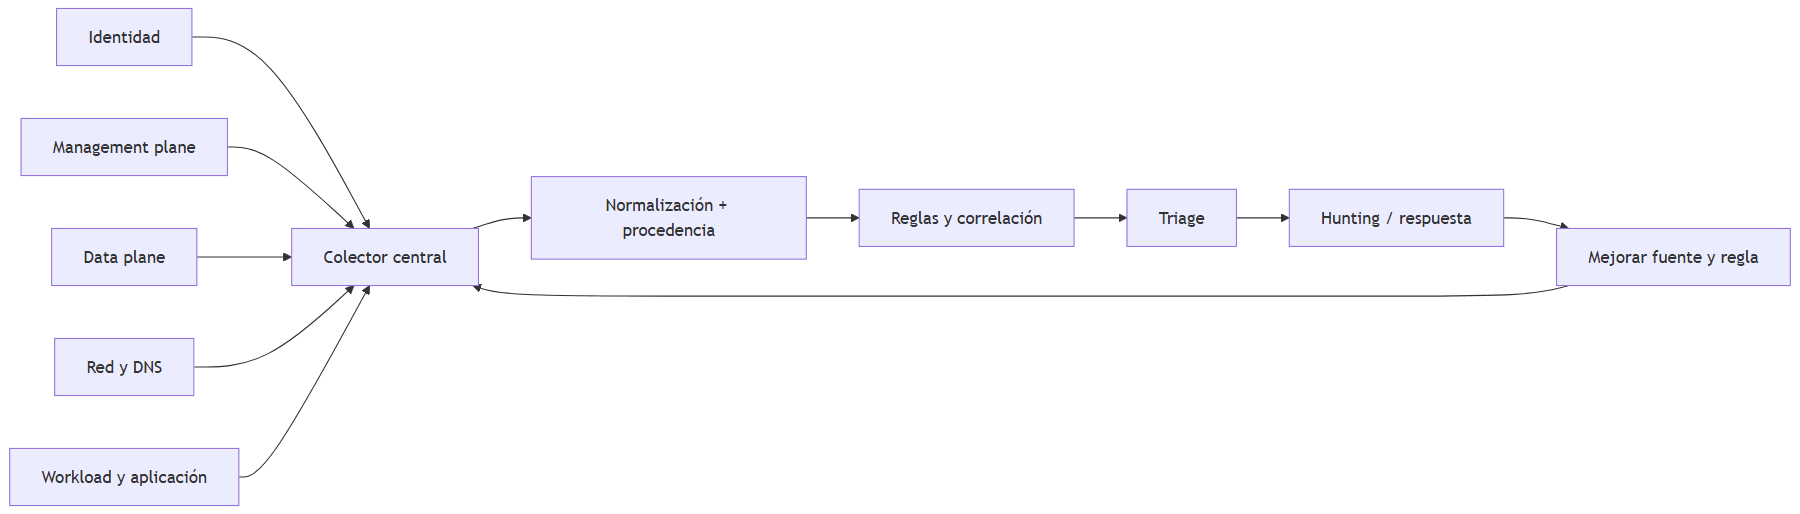 Identidad
Management plane
Data plane
Red y DNS
Workload y aplicación
Colector central
Normalización +
procedencia
Reglas y correlación
Triage
Hunting / respuesta
Mejorar fuente y regla